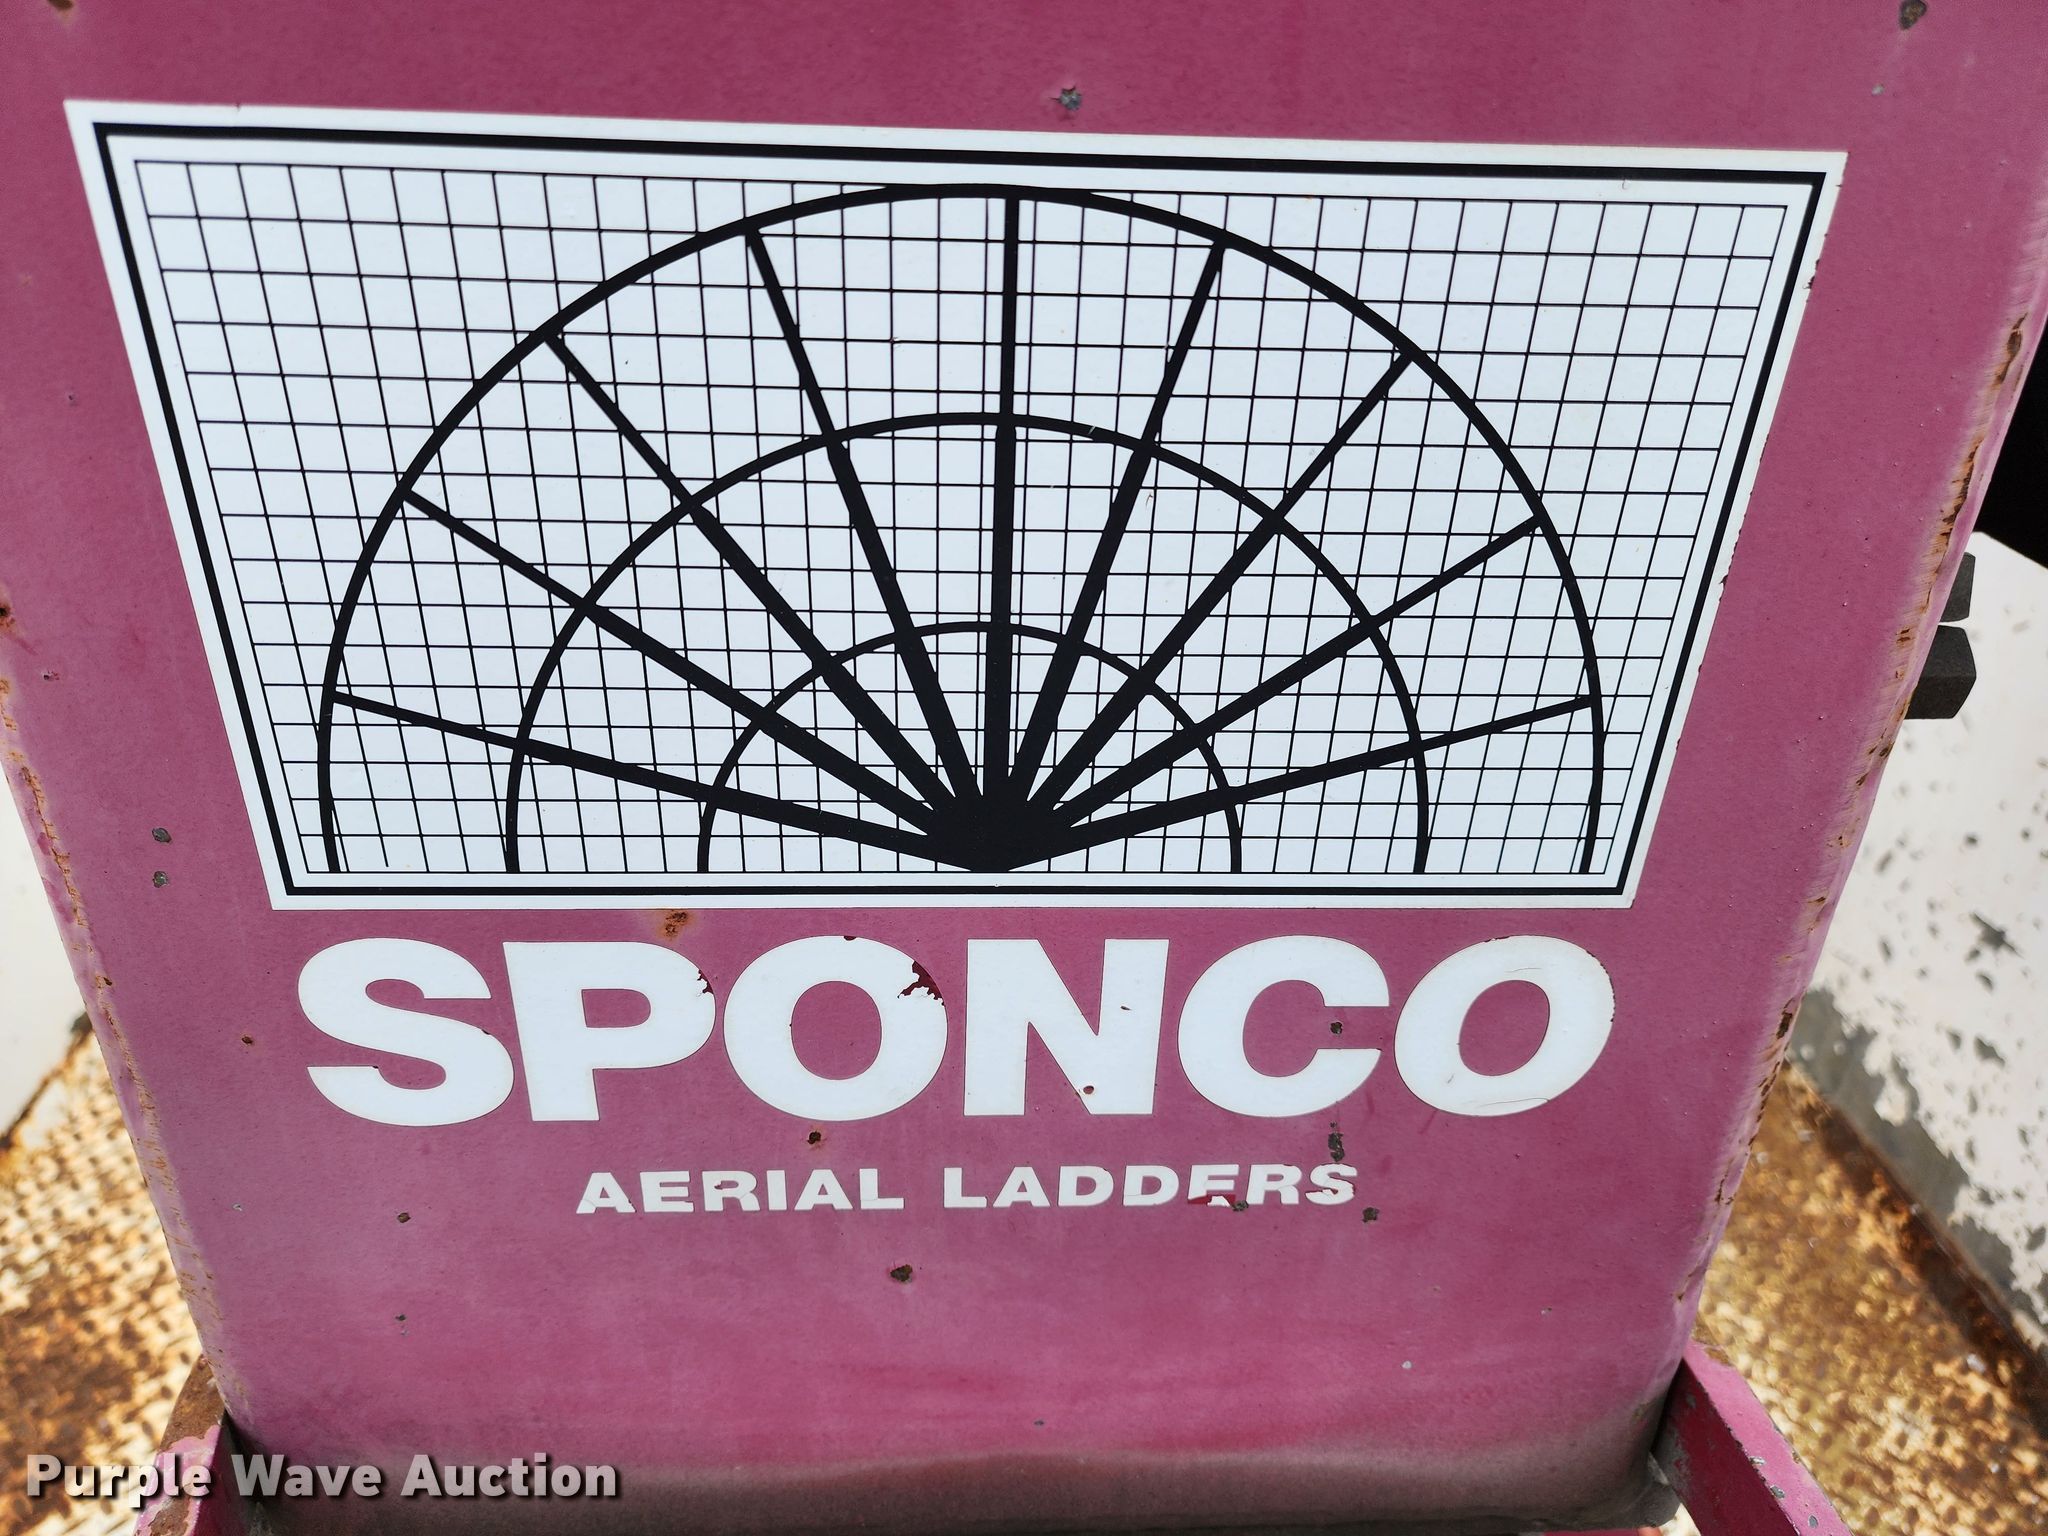 SPONCO
AERIAL LADDERS
Purple Wave Auction